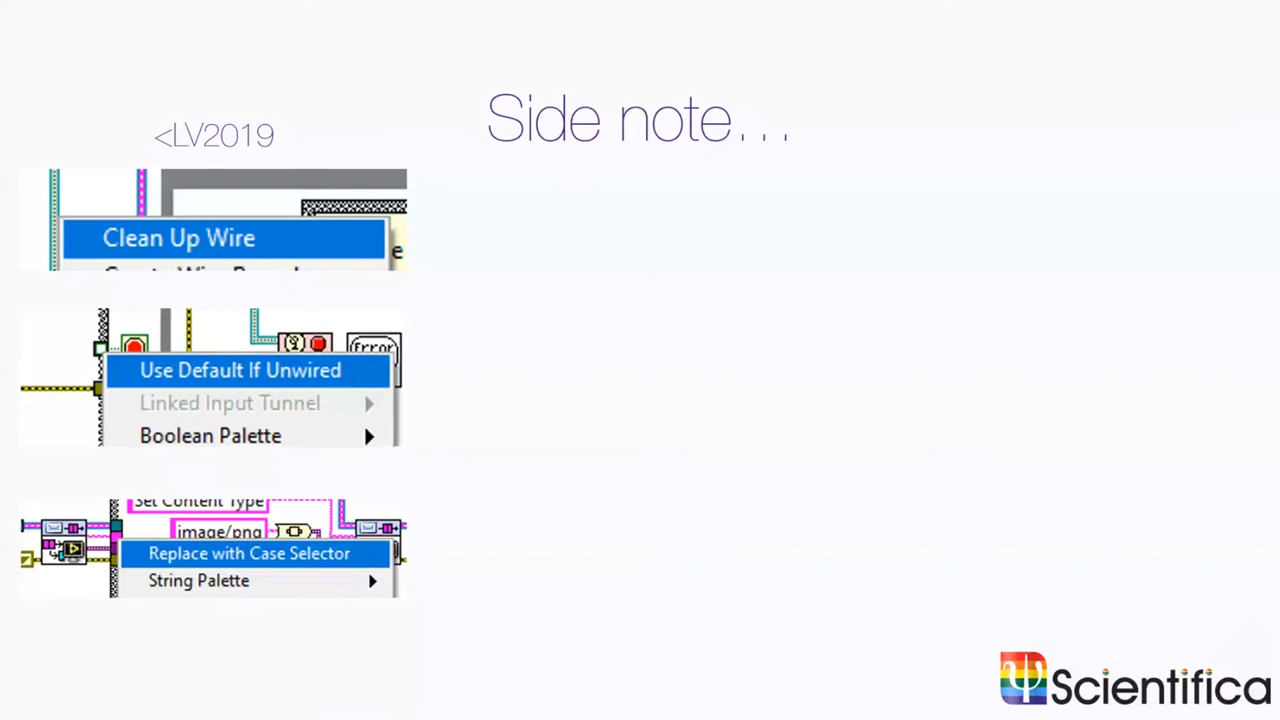 Side note…
<LV2019
Clean Up Wire
Use Default If Unwired
Linked Input Tunnel
Boolean Palette
Error
Set Content Type
image/png
Replace with Case Selector
String Palette
Scientifica